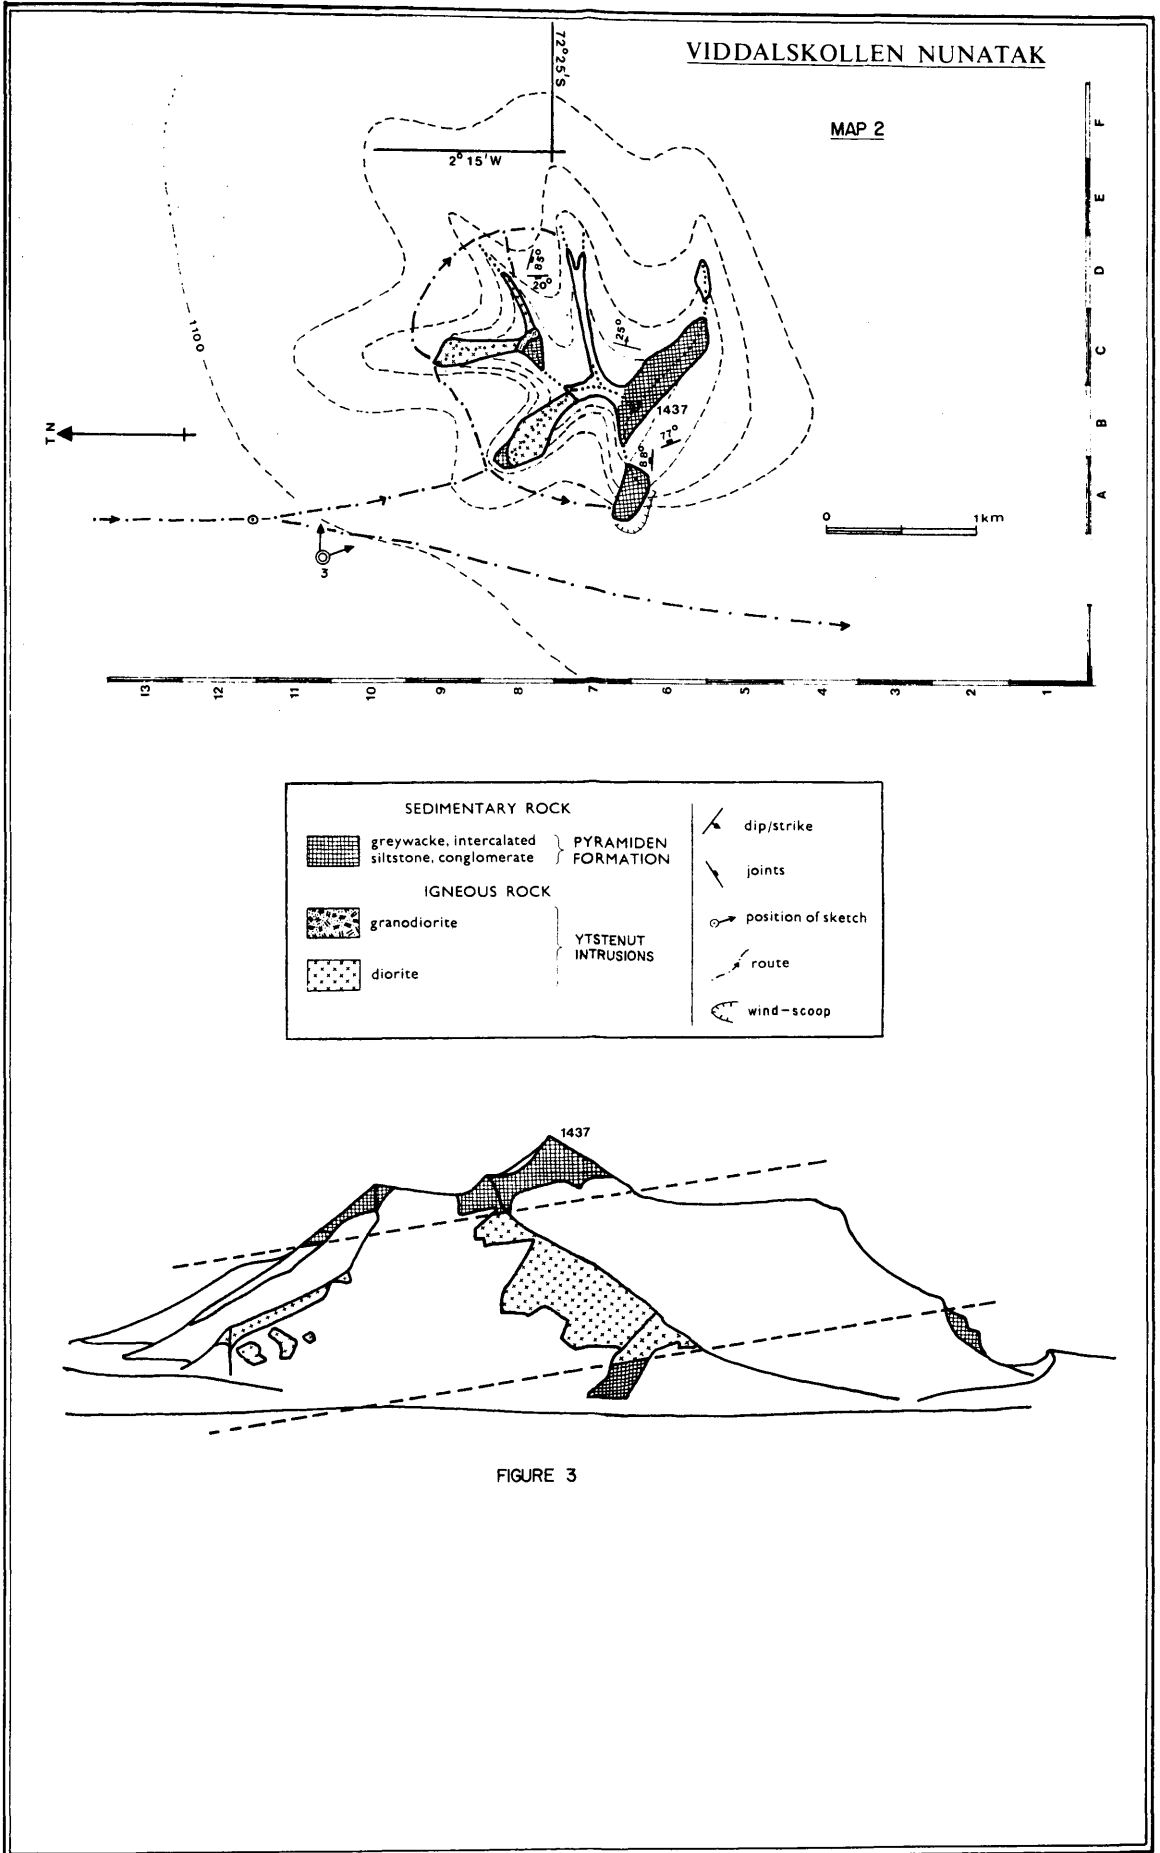 VIDDALSKOLLEN NUNATAK
MAP 2
72°25'S
2° 15'W
F
E
D
C
B
A
1100
85°
20°
25°
1437
77°
88°
TN
0 1km
3
13 12 11 10 9 8 7 6 5 4 3 2 1
SEDIMENTARY ROCK
greywacke, intercalated
siltstone, conglomerate
PYRAMIDEN
FORMATION
IGNEOUS ROCK
granodiorite
diorite
YTSTENUT
INTRUSIONS
dip/strike
joints
position of sketch
route
wind-scoop
1437
FIGURE 3